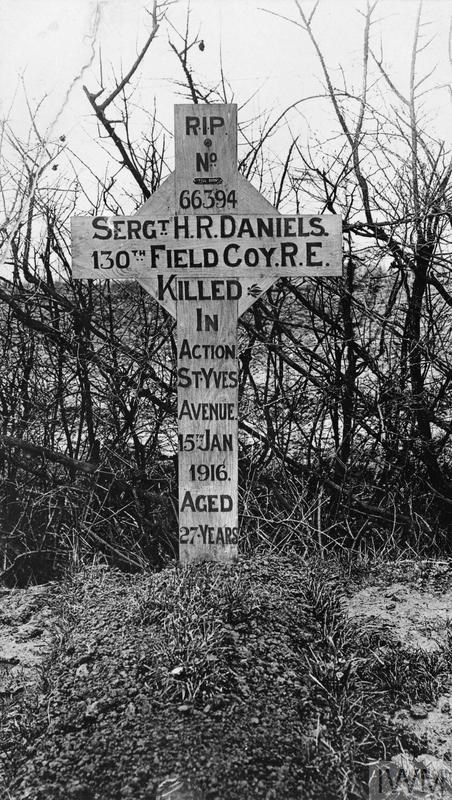 RIP.
No
66394
SERGT H.R. DANIELS.
130TH FIELD COY. R.E.
KILLED
IN
ACTION.
ST YVES
AVENUE.
15TH JAN
1916.
AGED
27-YEARS
IWM